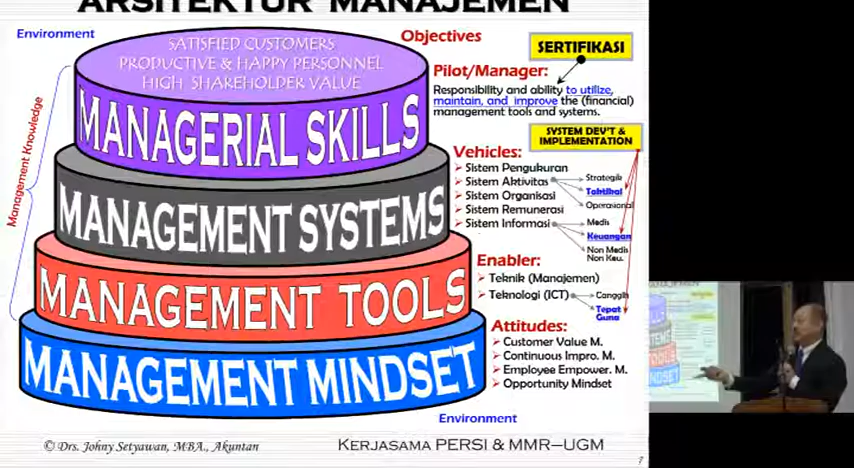 ARSITEKTUR MANAJEMEN
Environment
Objectives
SATISFIED CUSTOMERS
PRODUCTIVE & HAPPY PERSONNEL
HIGH SHAREHOLDER VALUE
SERTIFIKASI
Pilot/Manager:
Responsibility and ability to utilize,
maintain, and improve the (financial)
management tools and systems.
Management Knowledge
MANAGERIAL SKILLS
SYSTEM DEV'T &
IMPLEMENTATION
Vehicles:
Sistem Pengukuran
Sistem Aktivitas
Sistem Organisasi
Sistem Remunerasi
Sistem Informasi
Strategik
Taktikal
Operasional
Medis
Keuangan
Non Medis
Non Keu.
MANAGEMENT SYSTEMS
Enabler:
Teknik (Manajemen)
Teknologi (ICT)
Canggih
Tepat
Guna
MANAGEMENT TOOLS
Attitudes:
Customer Value M.
Continuous Impro. M.
Employee Empower. M.
Opportunity Mindset
MANAGEMENT MINDSET
Environment
© Drs. Johny Setyawan, MBA., Akuntan
KERJASAMA PERSI & MMR–UGM
7
SKILLS
TOOLS
MINDSET